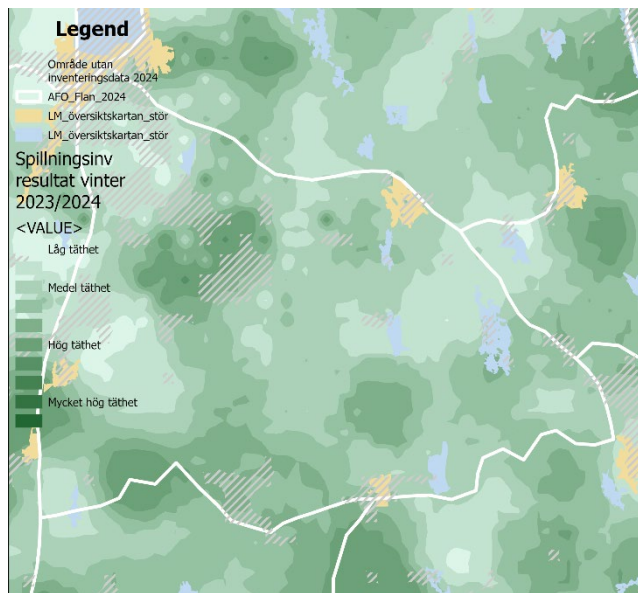 Legend
Område utan
inventeringsdata 2024
AFO_Flan_2024
LM_översiktskartan_stör
LM_översiktskartan_stör
Spillningsinv
resultat vinter
2023/2024
<VALUE>
Låg täthet
Medel täthet
Hög täthet
Mycket hög täthet